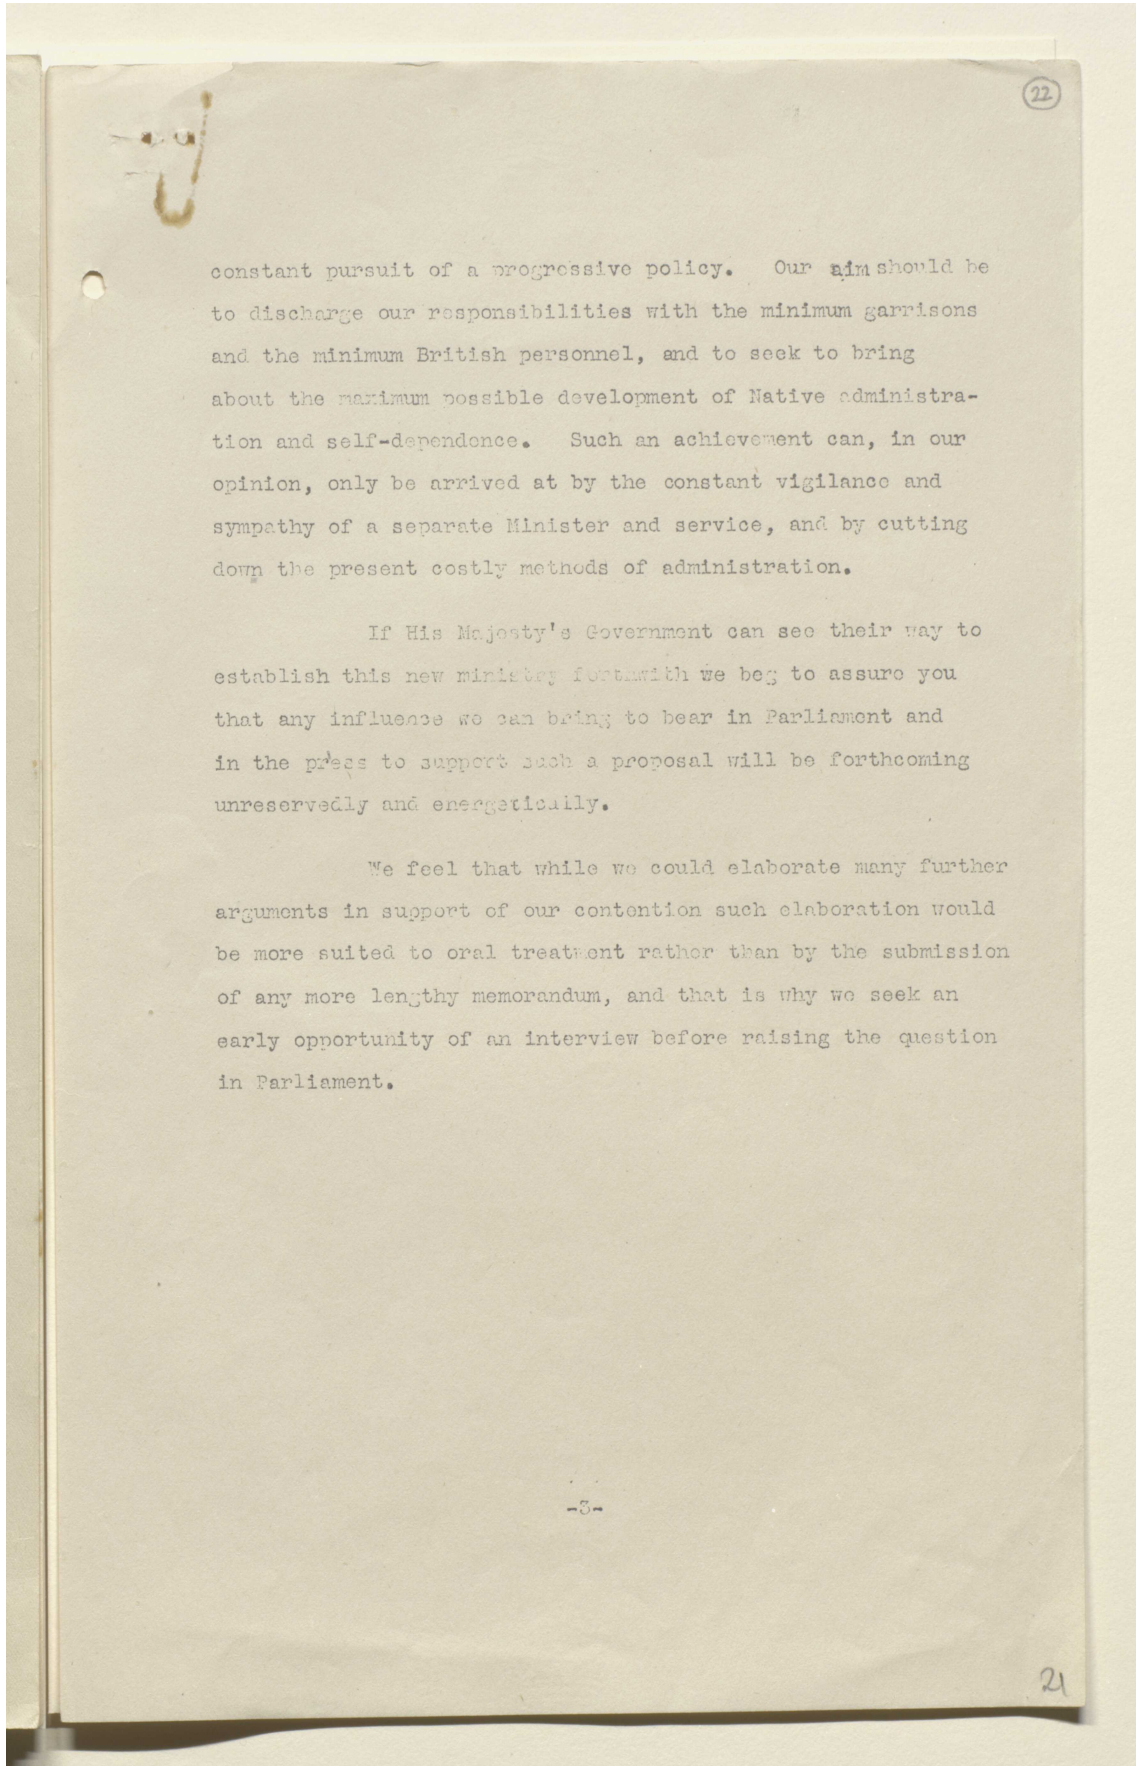 22
constant pursuit of a progressive policy. Our aim should be
to discharge our responsibilities with the minimum garrisons
and the minimum British personnel, and to seek to bring
about the maximum possible development of Native administra-
tion and self-dependence. Such an achievement can, in our
opinion, only be arrived at by the constant vigilance and
sympathy of a separate Minister and service, and by cutting
down the present costly methods of administration.
If His Majesty's Government can see their way to
establish this new ministry forthwith we beg to assure you
that any influence we can bring to bear in Parliament and
in the press to support such a proposal will be forthcoming
unreservedly and energetically.
We feel that while we could elaborate many further
arguments in support of our contention such elaboration would
be more suited to oral treatment rather than by the submission
of any more lengthy memorandum, and that is why we seek an
early opportunity of an interview before raising the question
in Parliament.
-3-
21